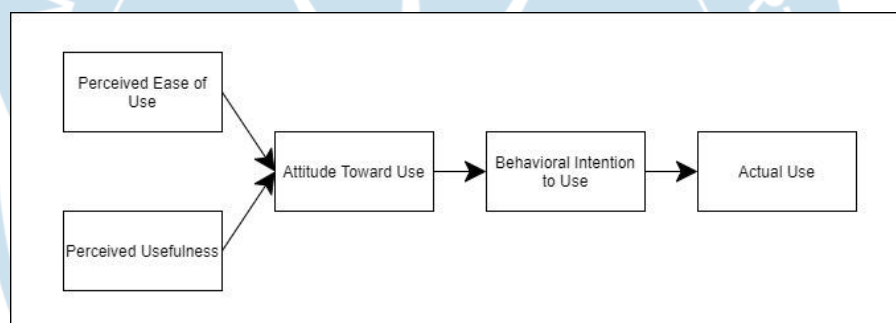 Perceived Ease of
Use
Perceived Usefulness
Attitude Toward Use
Behavioral Intention
to Use
Actual Use